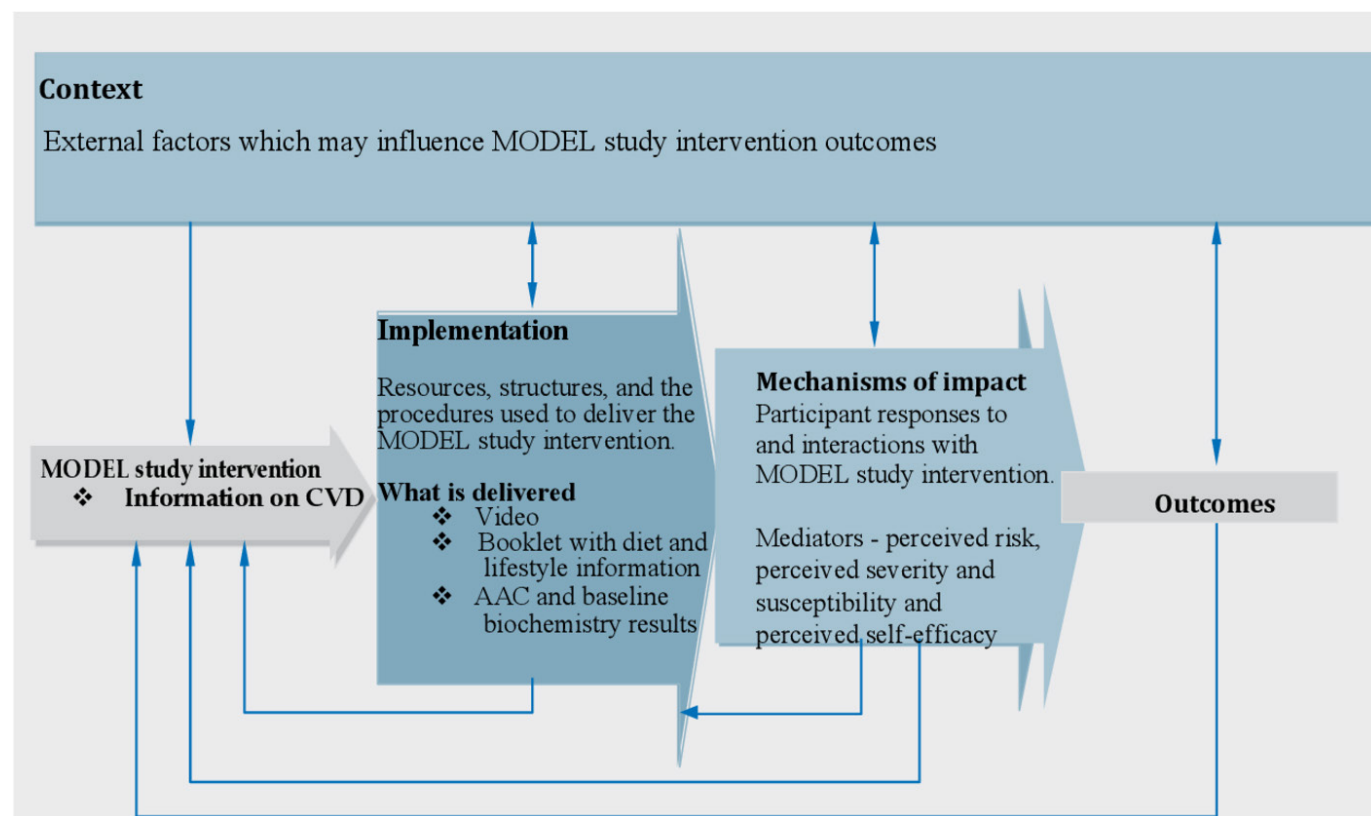 Context
External factors which may influence MODEL study intervention outcomes
MODEL study intervention
❖ Information on CVD
Implementation
Resources, structures, and the
procedures used to deliver the
MODEL study intervention.
What is delivered
❖ Video
❖ Booklet with diet and
lifestyle information
❖ AAC and baseline
biochemistry results
Mechanisms of impact
Participant responses to
and interactions with
MODEL study intervention.
Mediators - perceived risk,
perceived severity and
susceptibility and
perceived self-efficacy
Outcomes